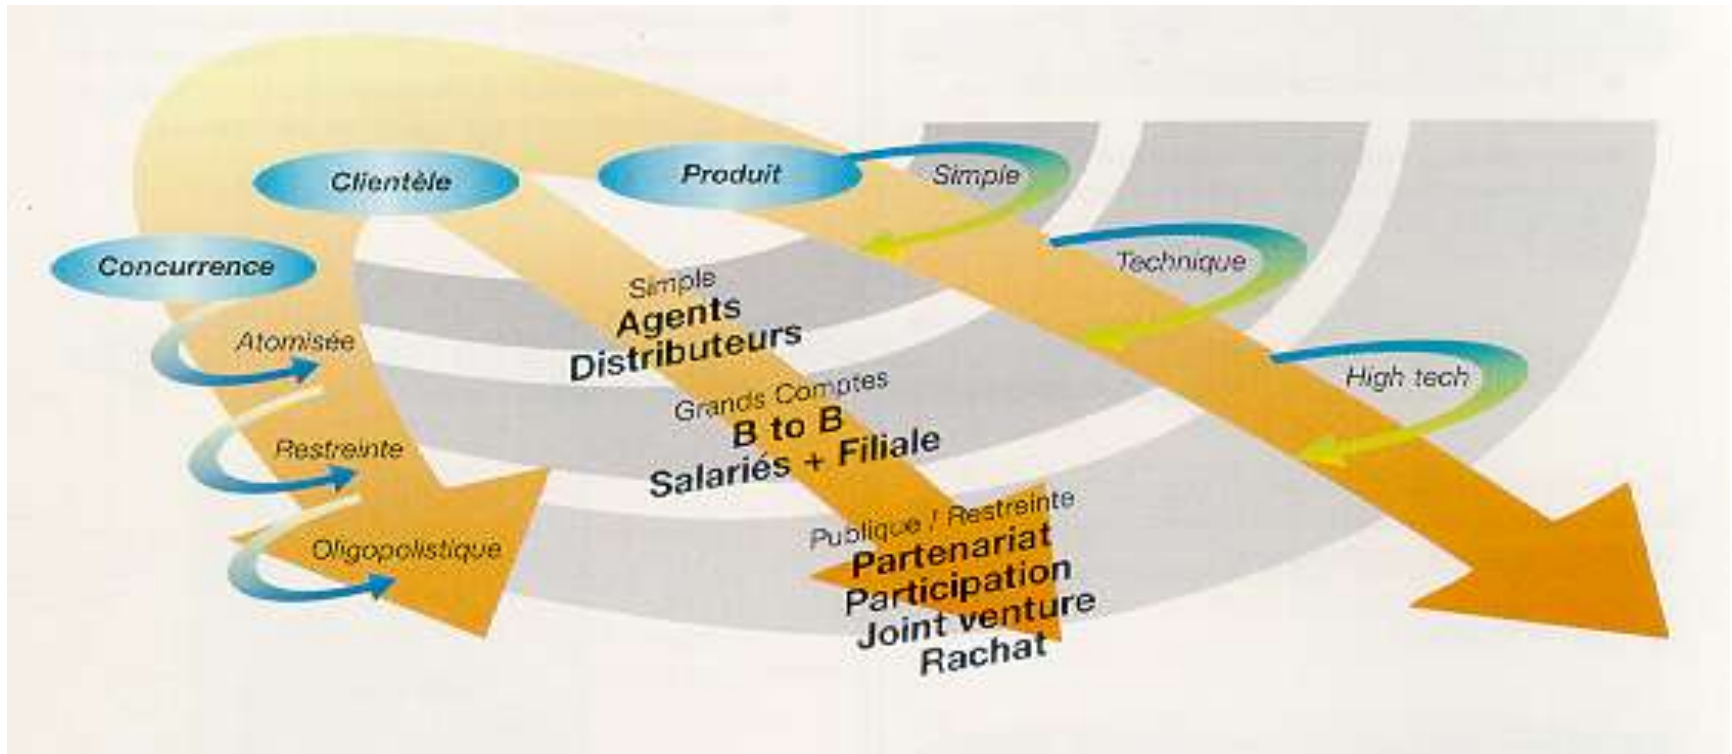 Clientèle
Produit
Concurrence
Simple
Technique
High tech
Atomisée
Restreinte
Oligopolistique
Simple
Agents
Distributeurs
Grands Comptes
B to B
Salariés + Filiale
Publique / Restreinte
Partenariat
Participation
Joint venture
Rachat